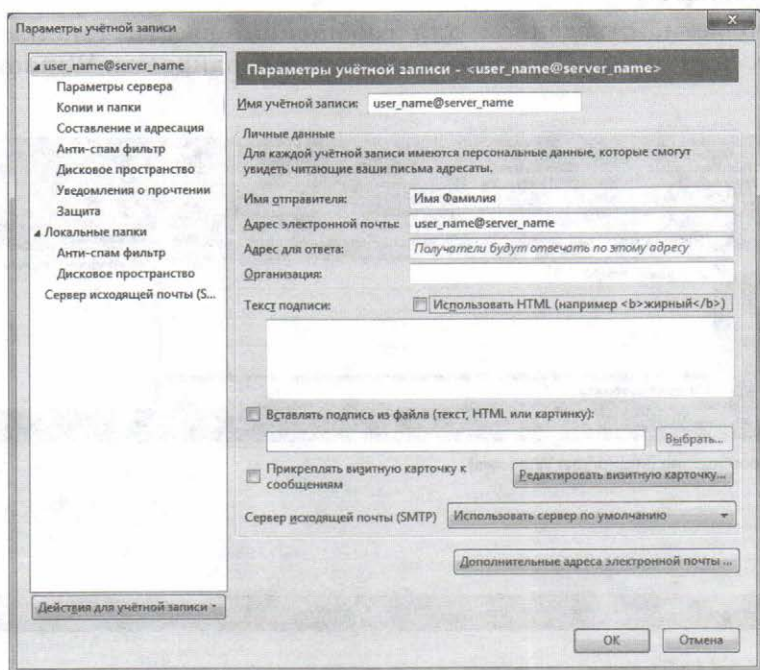 Параметры учётной записи
user_name@server_name
Параметры сервера
Копии и папки
Составление и адресация
Анти-спам фильтр
Дисковое пространство
Уведомления о прочтении
Защита
Локальные папки
Анти-спам фильтр
Дисковое пространство
Сервер исходящей почты (S...
Действия для учётной записи
Параметры учётной записи - <user_name@server_name>
Имя учётной записи: user_name@server_name
Личные данные
Для каждой учётной записи имеются персональные данные, которые смогут
увидеть читающие ваши письма адресаты.
Имя отправителя: Имя Фамилия
Адрес электронной почты: user_name@server_name
Адрес для ответа: Получатели будут отвечать по этому адресу
Организация:
Текст подписи: Использовать HTML (например <b>жирный</b>)
Вставлять подпись из файла (текст, HTML или картинку):
Выбрать...
Прикреплять визитную карточку к
сообщениям
Редактировать визитную карточку...
Сервер исходящей почты (SMTP) Использовать сервер по умолчанию
Дополнительные адреса электронной почты ...
ОК Отмена